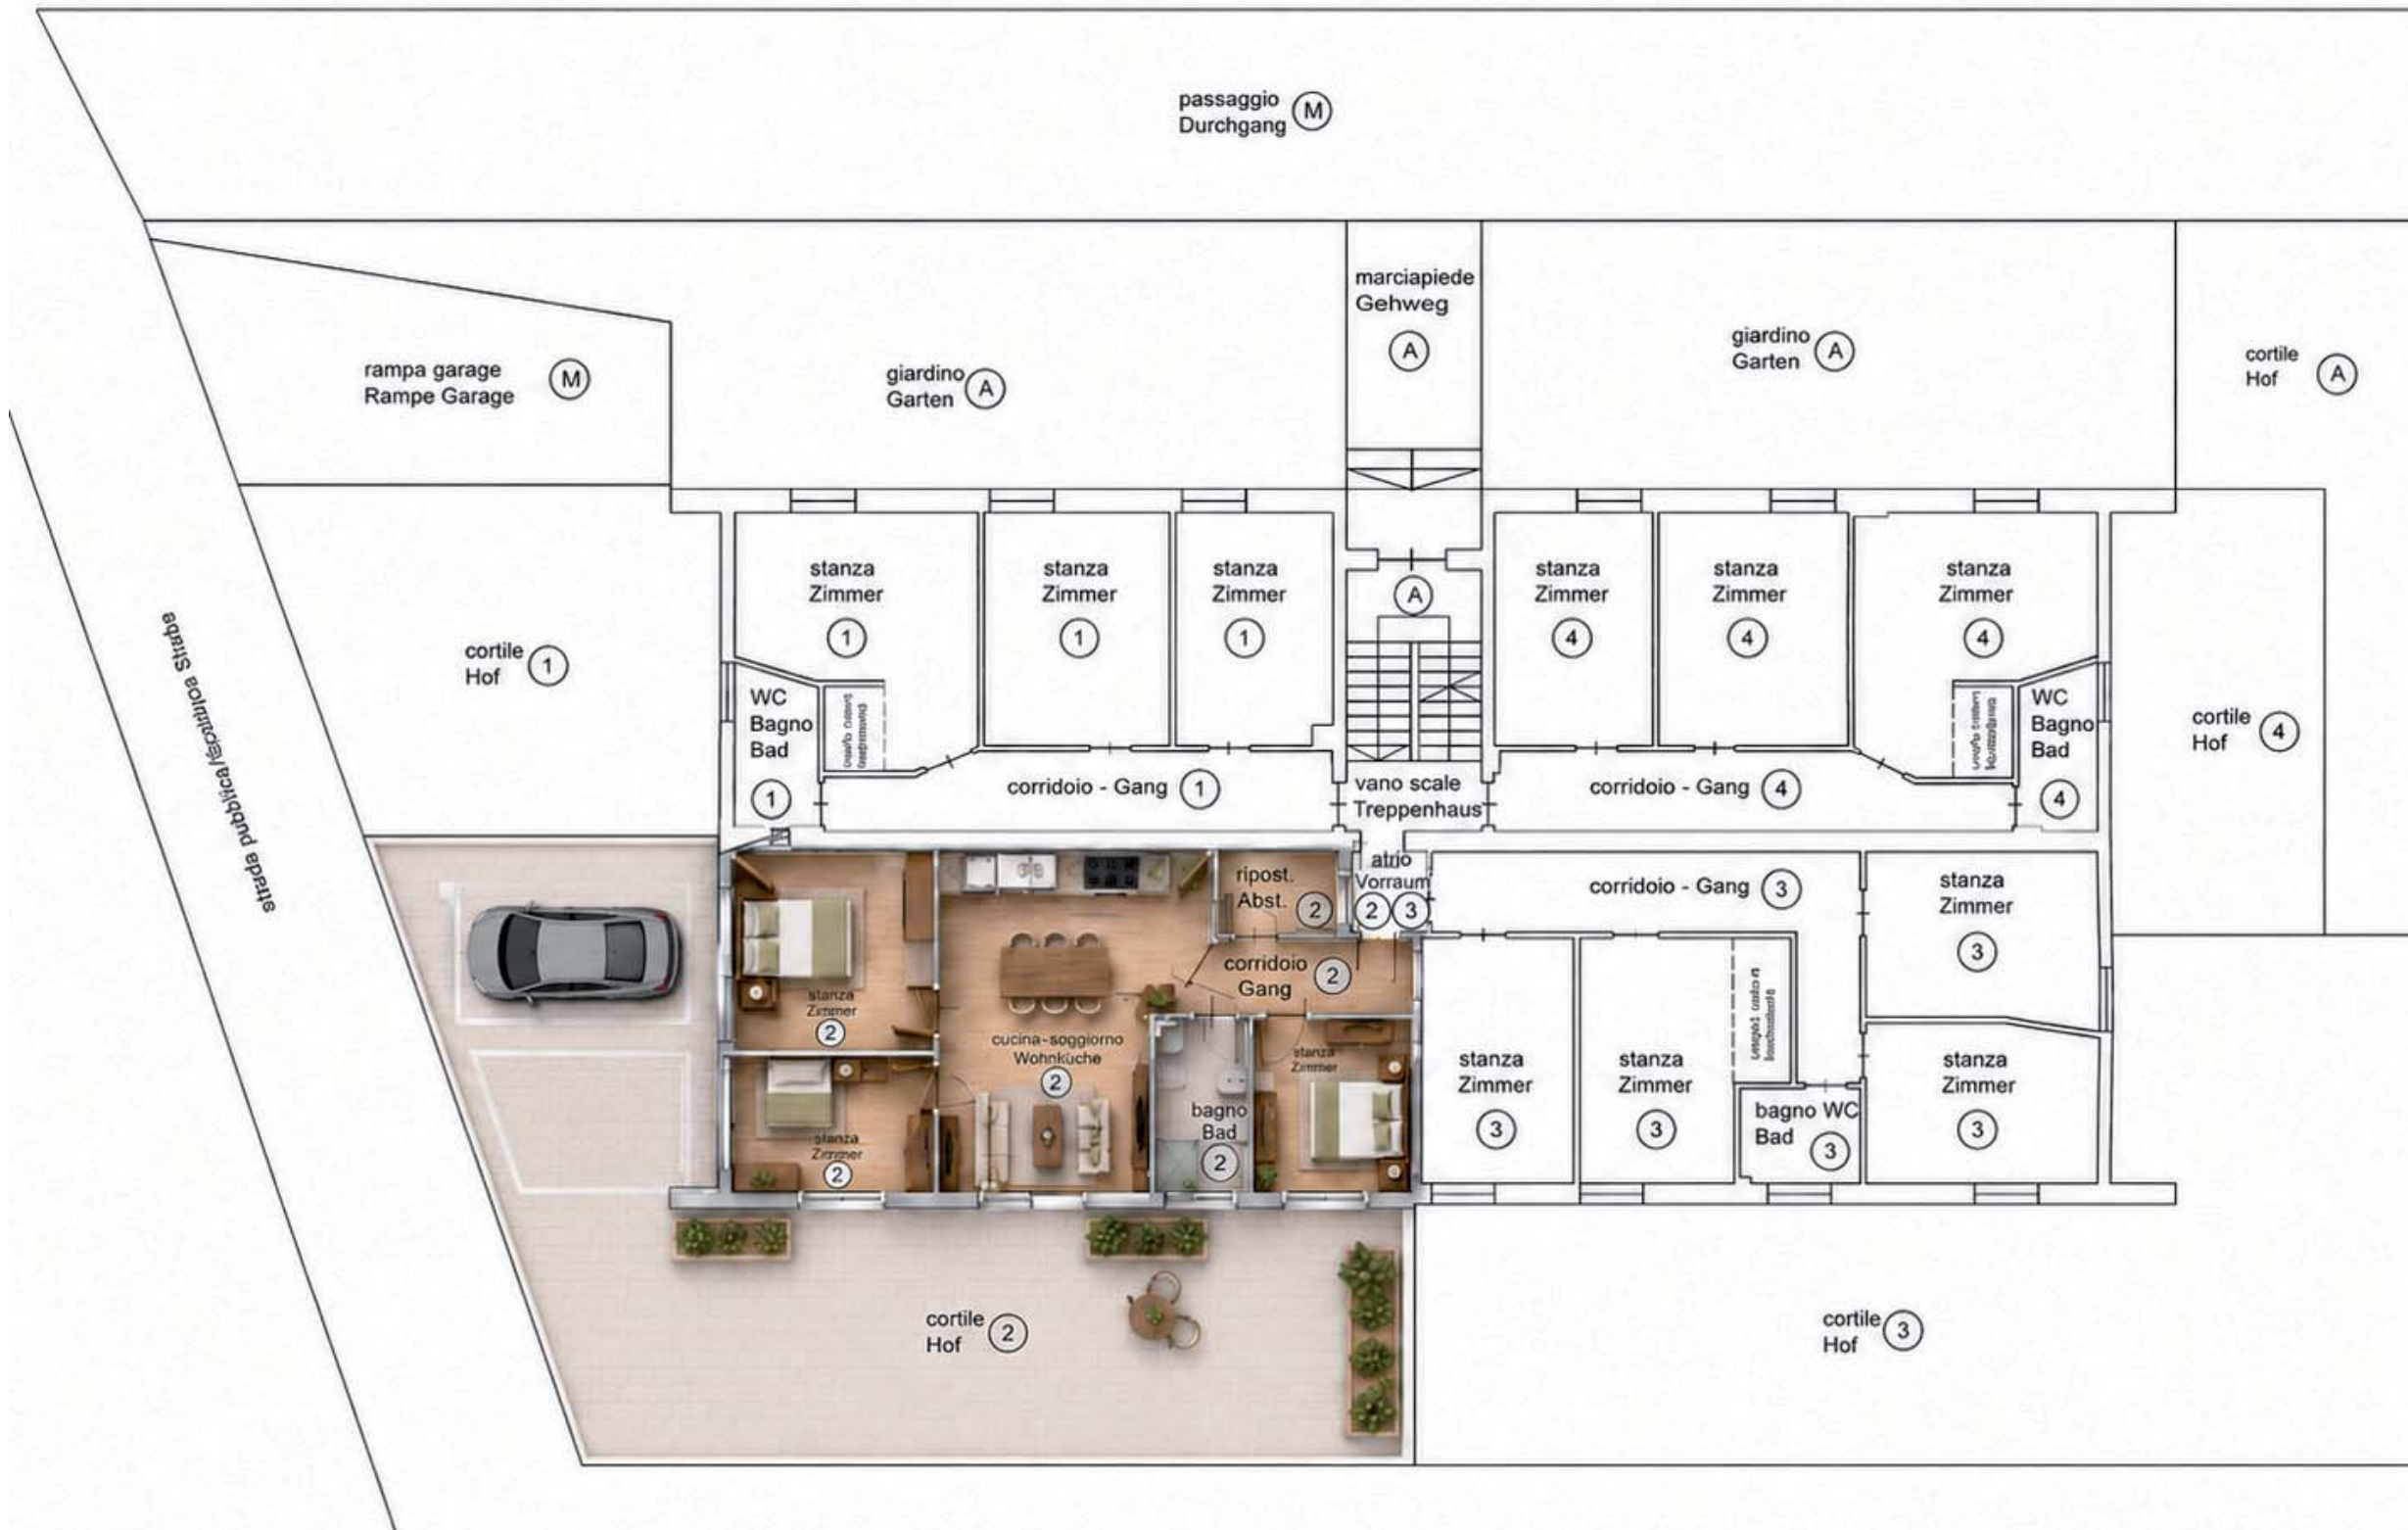 passaggio
Durchgang M
marciapiede
Gehweg
A
rampa garage
Rampe Garage M
giardino
Garten A
giardino
Garten A
cortile
Hof A
stanza
Zimmer
1
stanza
Zimmer
1
stanza
Zimmer
1
A
stanza
Zimmer
4
stanza
Zimmer
4
stanza
Zimmer
4
cortile
Hof 1
WC
Bagno
Bad
1
WC
Bagno
Bad
4
cortile
Hof 4
corridoio - Gang 1
vano scale
Treppenhaus
corridoio - Gang 4
strada pubblica
ripost.
Abst.
2
atrio
Vorraum
2 3
corridoio - Gang 3
stanza
Zimmer
3
stanza
Zimmer
2
corridoio
Gang 2
cucina-soggiorno
Wohnküche
2
stanza
Zimmer
stanza
Zimmer
3
stanza
Zimmer
3
stanza
Zimmer
3
stanza
Zimmer
2
bagno
Bad
2
bagno WC
Bad
3
cortile
Hof 2
cortile
Hof 3